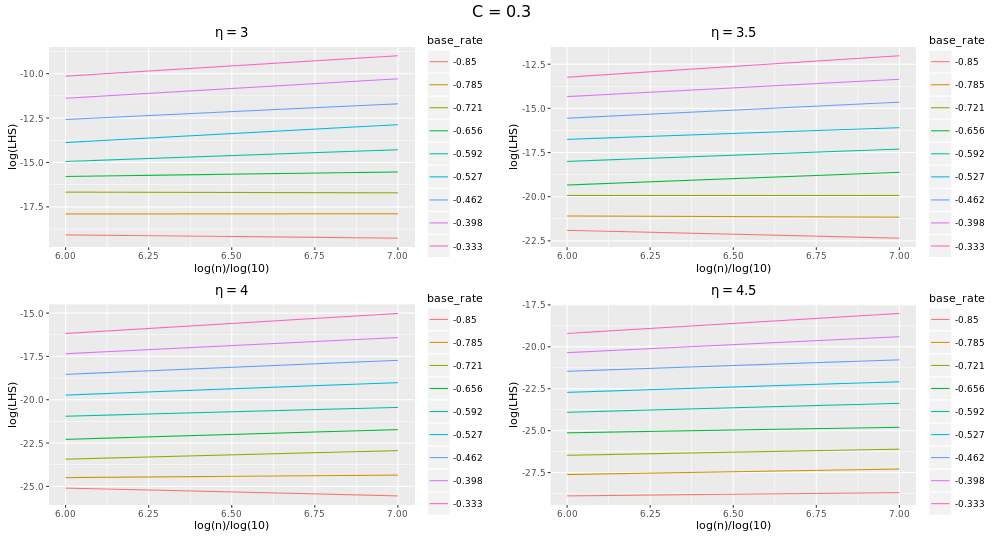 C = 0.3
η = 3
log(LHS)
-10.0
-12.5
-15.0
-17.5
6.00 6.25 6.50 6.75 7.00
log(n)/log(10)
base_rate
-0.85
-0.785
-0.721
-0.656
-0.592
-0.527
-0.462
-0.398
-0.333
η = 3.5
log(LHS)
-12.5
-15.0
-17.5
-20.0
-22.5
6.00 6.25 6.50 6.75 7.00
log(n)/log(10)
base_rate
-0.85
-0.785
-0.721
-0.656
-0.592
-0.527
-0.462
-0.398
-0.333
η = 4
log(LHS)
-15.0
-17.5
-20.0
-22.5
-25.0
6.00 6.25 6.50 6.75 7.00
log(n)/log(10)
base_rate
-0.85
-0.785
-0.721
-0.656
-0.592
-0.527
-0.462
-0.398
-0.333
η = 4.5
log(LHS)
-17.5
-20.0
-22.5
-25.0
-27.5
6.00 6.25 6.50 6.75 7.00
log(n)/log(10)
base_rate
-0.85
-0.785
-0.721
-0.656
-0.592
-0.527
-0.462
-0.398
-0.333